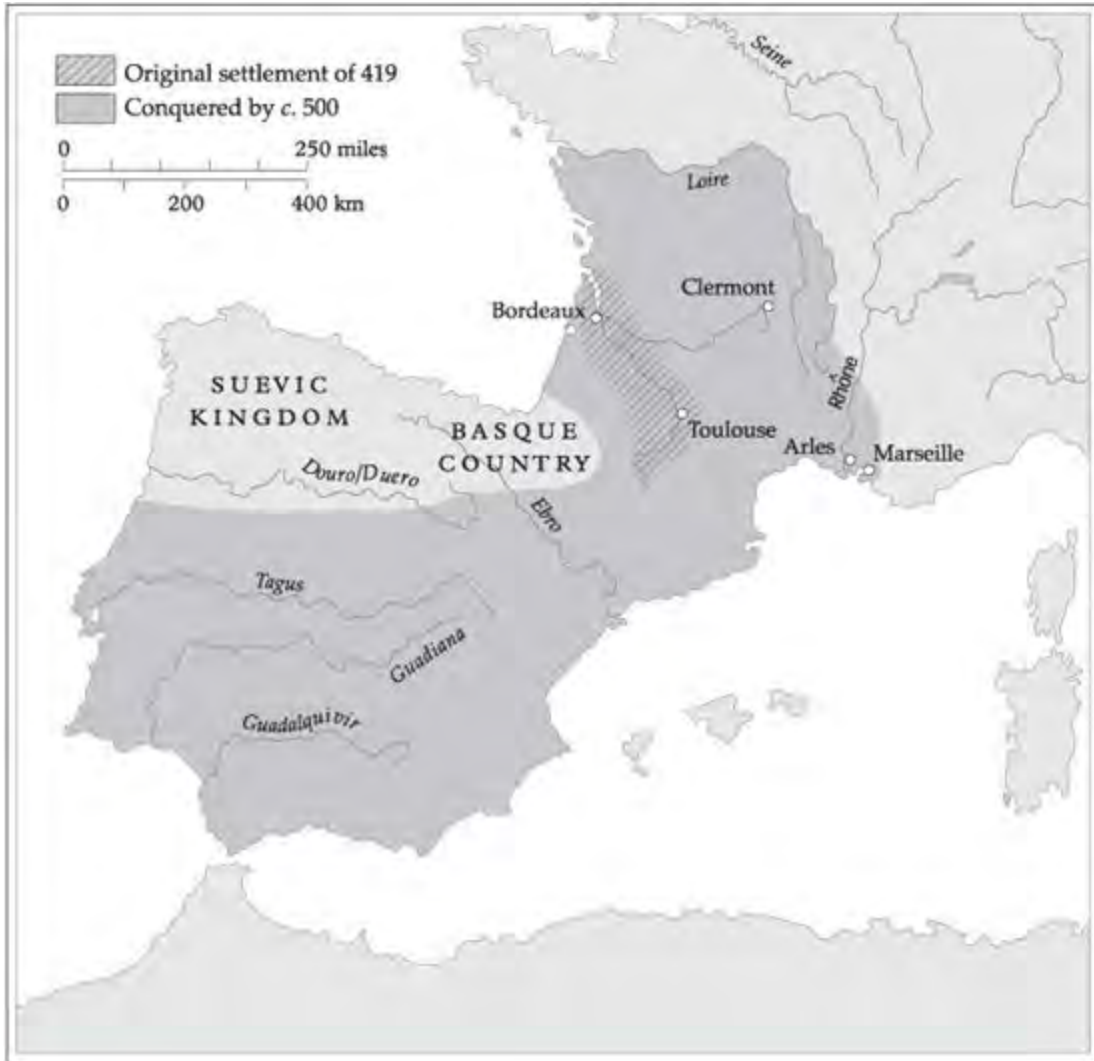 Original settlement of 419
Conquered by c. 500
0 250 miles
0 200 400 km
Seine
Loire
Clermont
Bordeaux
Rhône
SUEVIC
KINGDOM
BASQUE
COUNTRY
Toulouse
Arles
Marseille
Douro/Duero
Ebro
Tagus
Guadiana
Guadalquivir